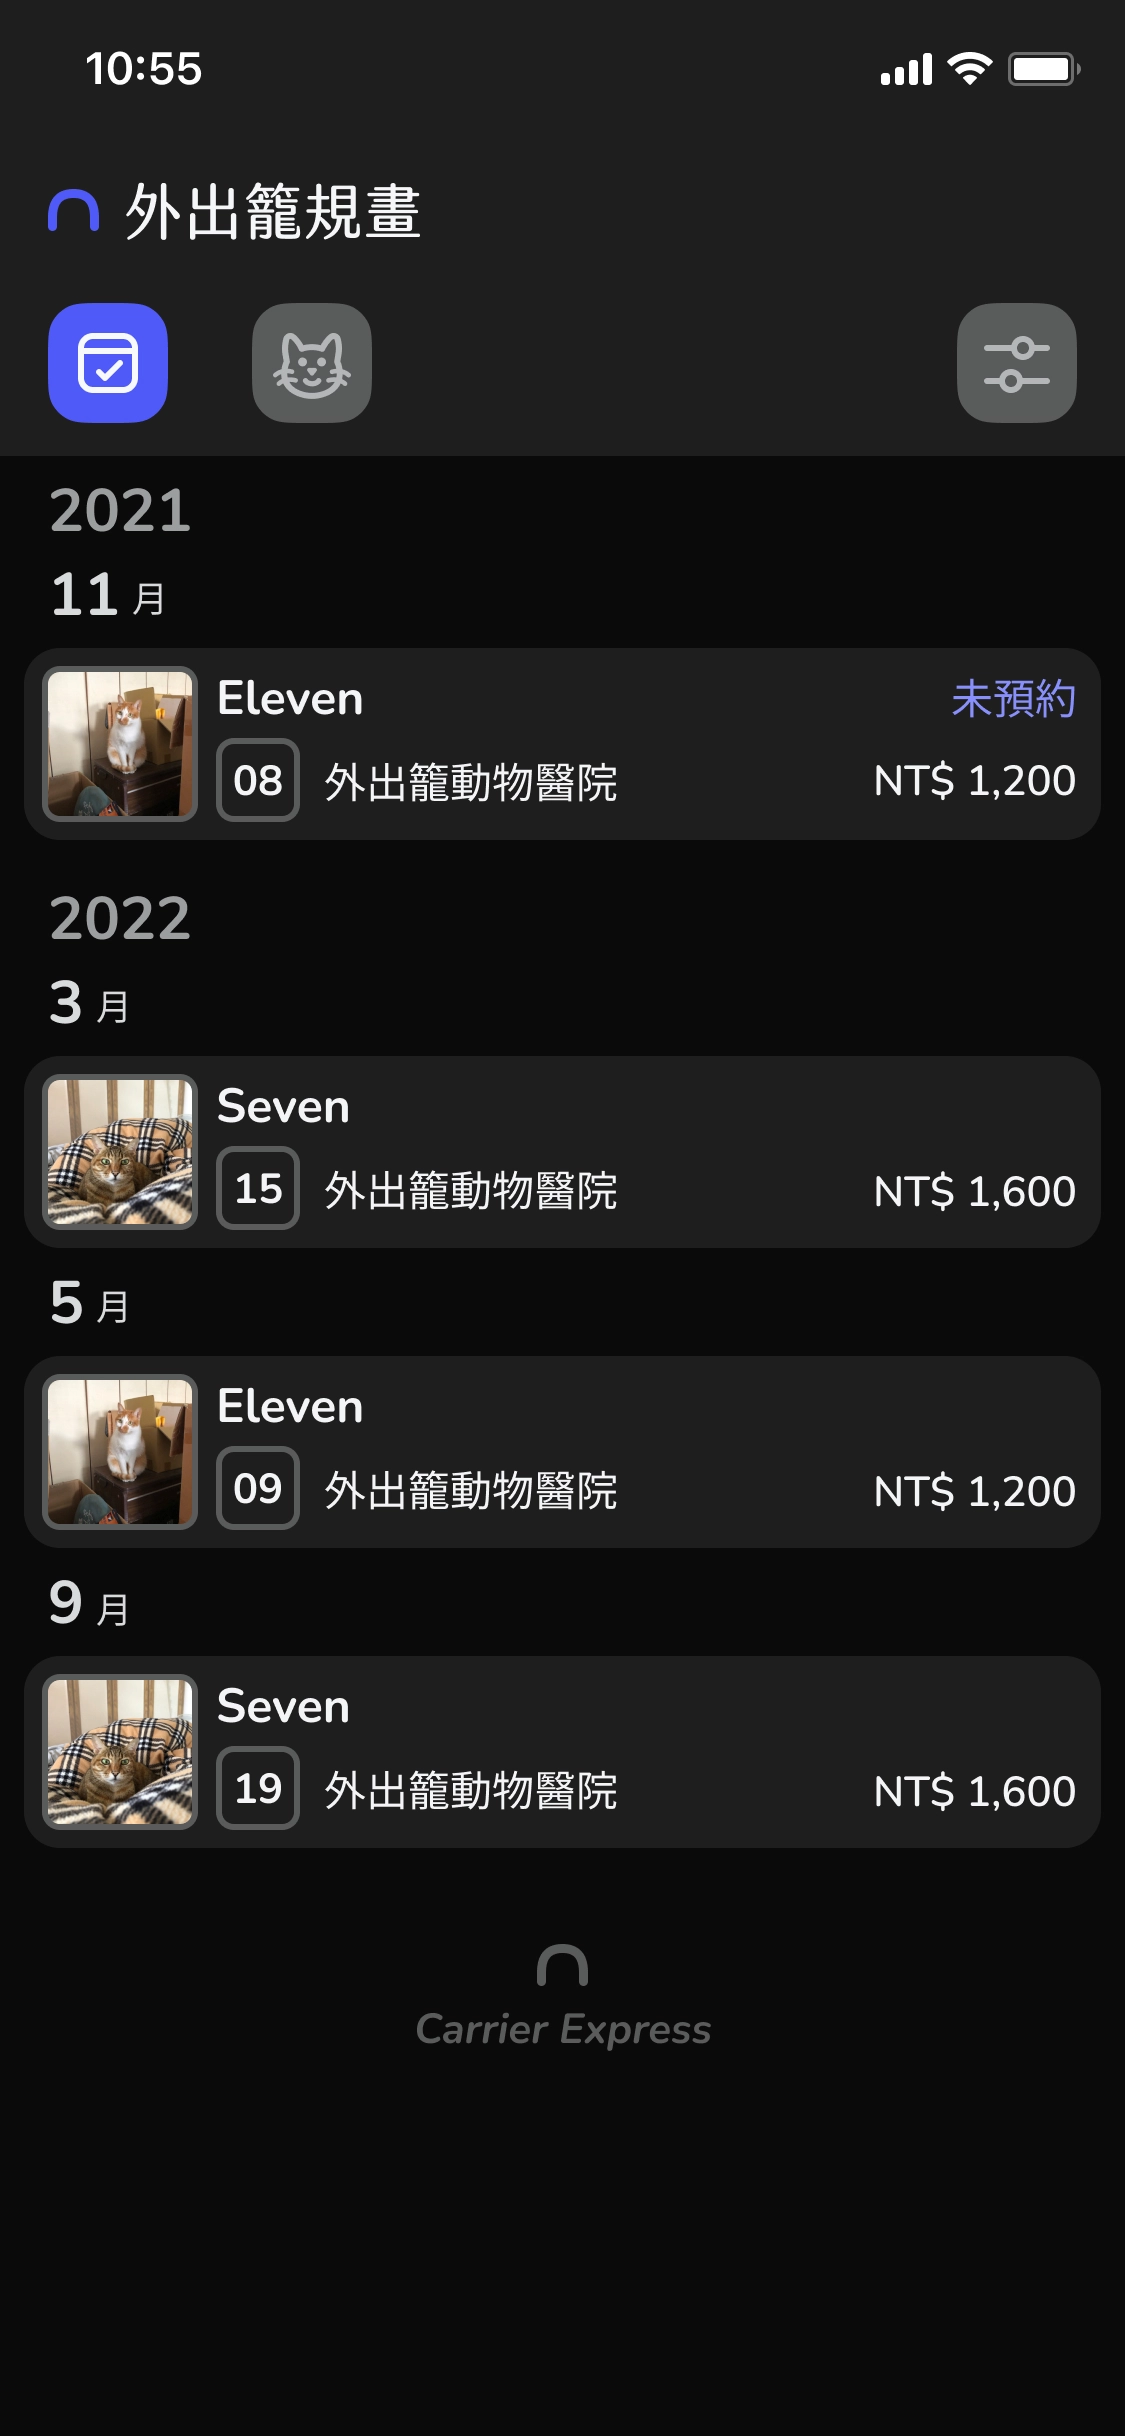 10:55
外出籠規畫
2021
11 月
Eleven
未預約
08 外出籠動物醫院 NT$ 1,200
2022
3 月
Seven
15 外出籠動物醫院 NT$ 1,600
5 月
Eleven
09 外出籠動物醫院 NT$ 1,200
9 月
Seven
19 外出籠動物醫院 NT$ 1,600
Carrier Express